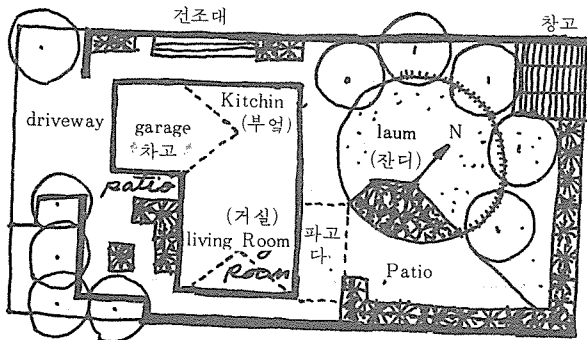 건조대
창고
Kitchin
(부엌)
driveway
garage
차고
laum
N
(잔디)
patio
(거실)
living Room
Room
파고
다
Patio